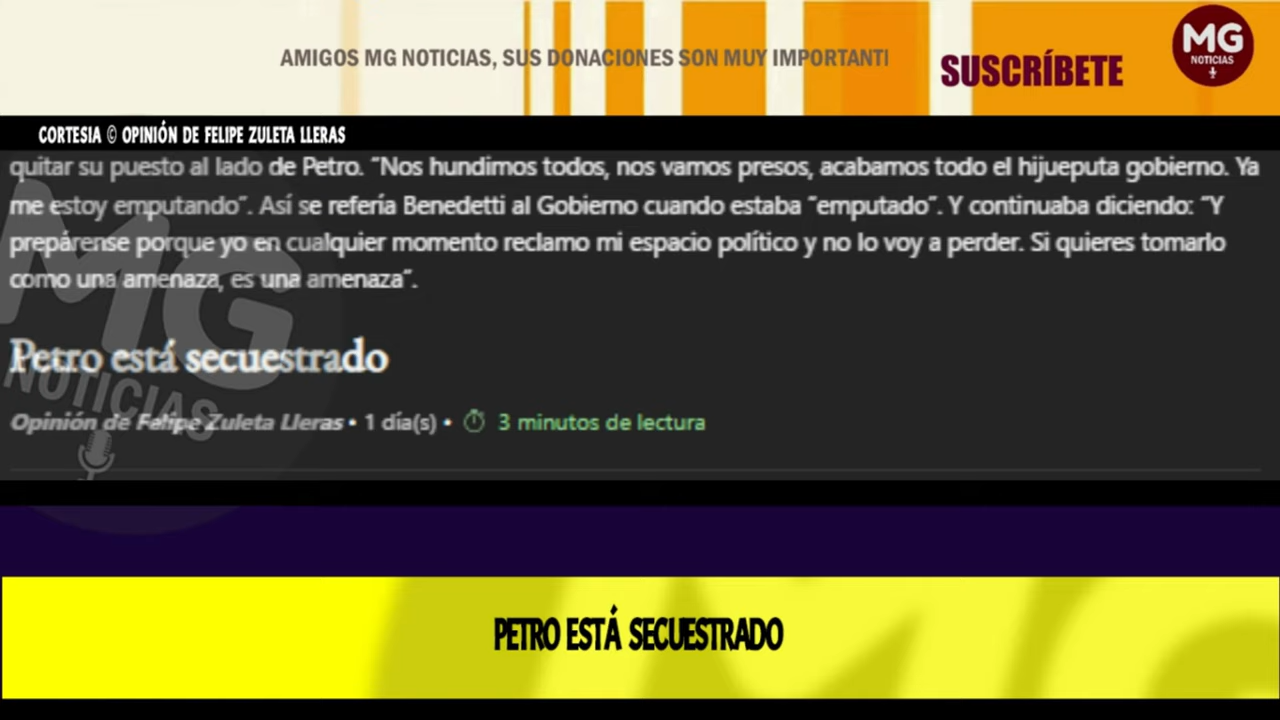 AMIGOS MG NOTICIAS, SUS DONACIONES SON MUY IMPORTANTI
SUSCRÍBETE
MG
NOTICIAS
CORTESIA © OPINIÓN DE FELIPE ZULETA LLERAS
quitar su puesto al lado de Petro. “Nos hundimos todos, nos vamos presos, acabamos todo el hijueputa gobierno. Ya
me estoy emputando”. Así se refería Benedetti al Gobierno cuando estaba “emputado”. Y continuaba diciendo: “Y
prepárense porque yo en cualquier momento reclamo mi espacio político y no lo voy a perder. Si quieres tomarlo
como una amenaza, es una amenaza”.
MG
NOTICIAS
Petro está secuestrado
Opinión de Felipe Zuleta Lleras • 1 día(s) • 3 minutos de lectura
PETRO ESTÁ SECUESTRADO